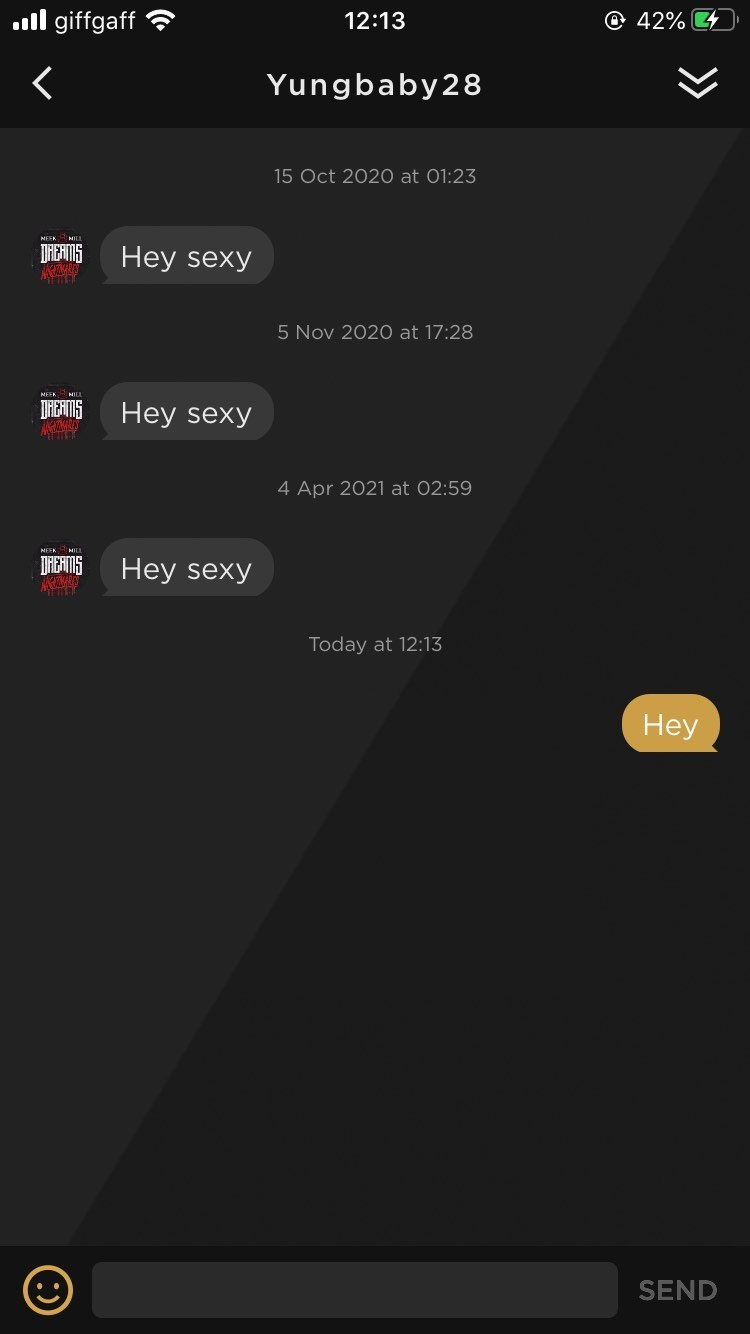 giffgaff 12:13 42%
Yungbaby28
15 Oct 2020 at 01:23
MEEK MILL
DREAMS
NIGHTMARES
Hey sexy
5 Nov 2020 at 17:28
MEEK MILL
DREAMS
NIGHTMARES
Hey sexy
4 Apr 2021 at 02:59
MEEK MILL
DREAMS
NIGHTMARES
Hey sexy
Today at 12:13
Hey
SEND